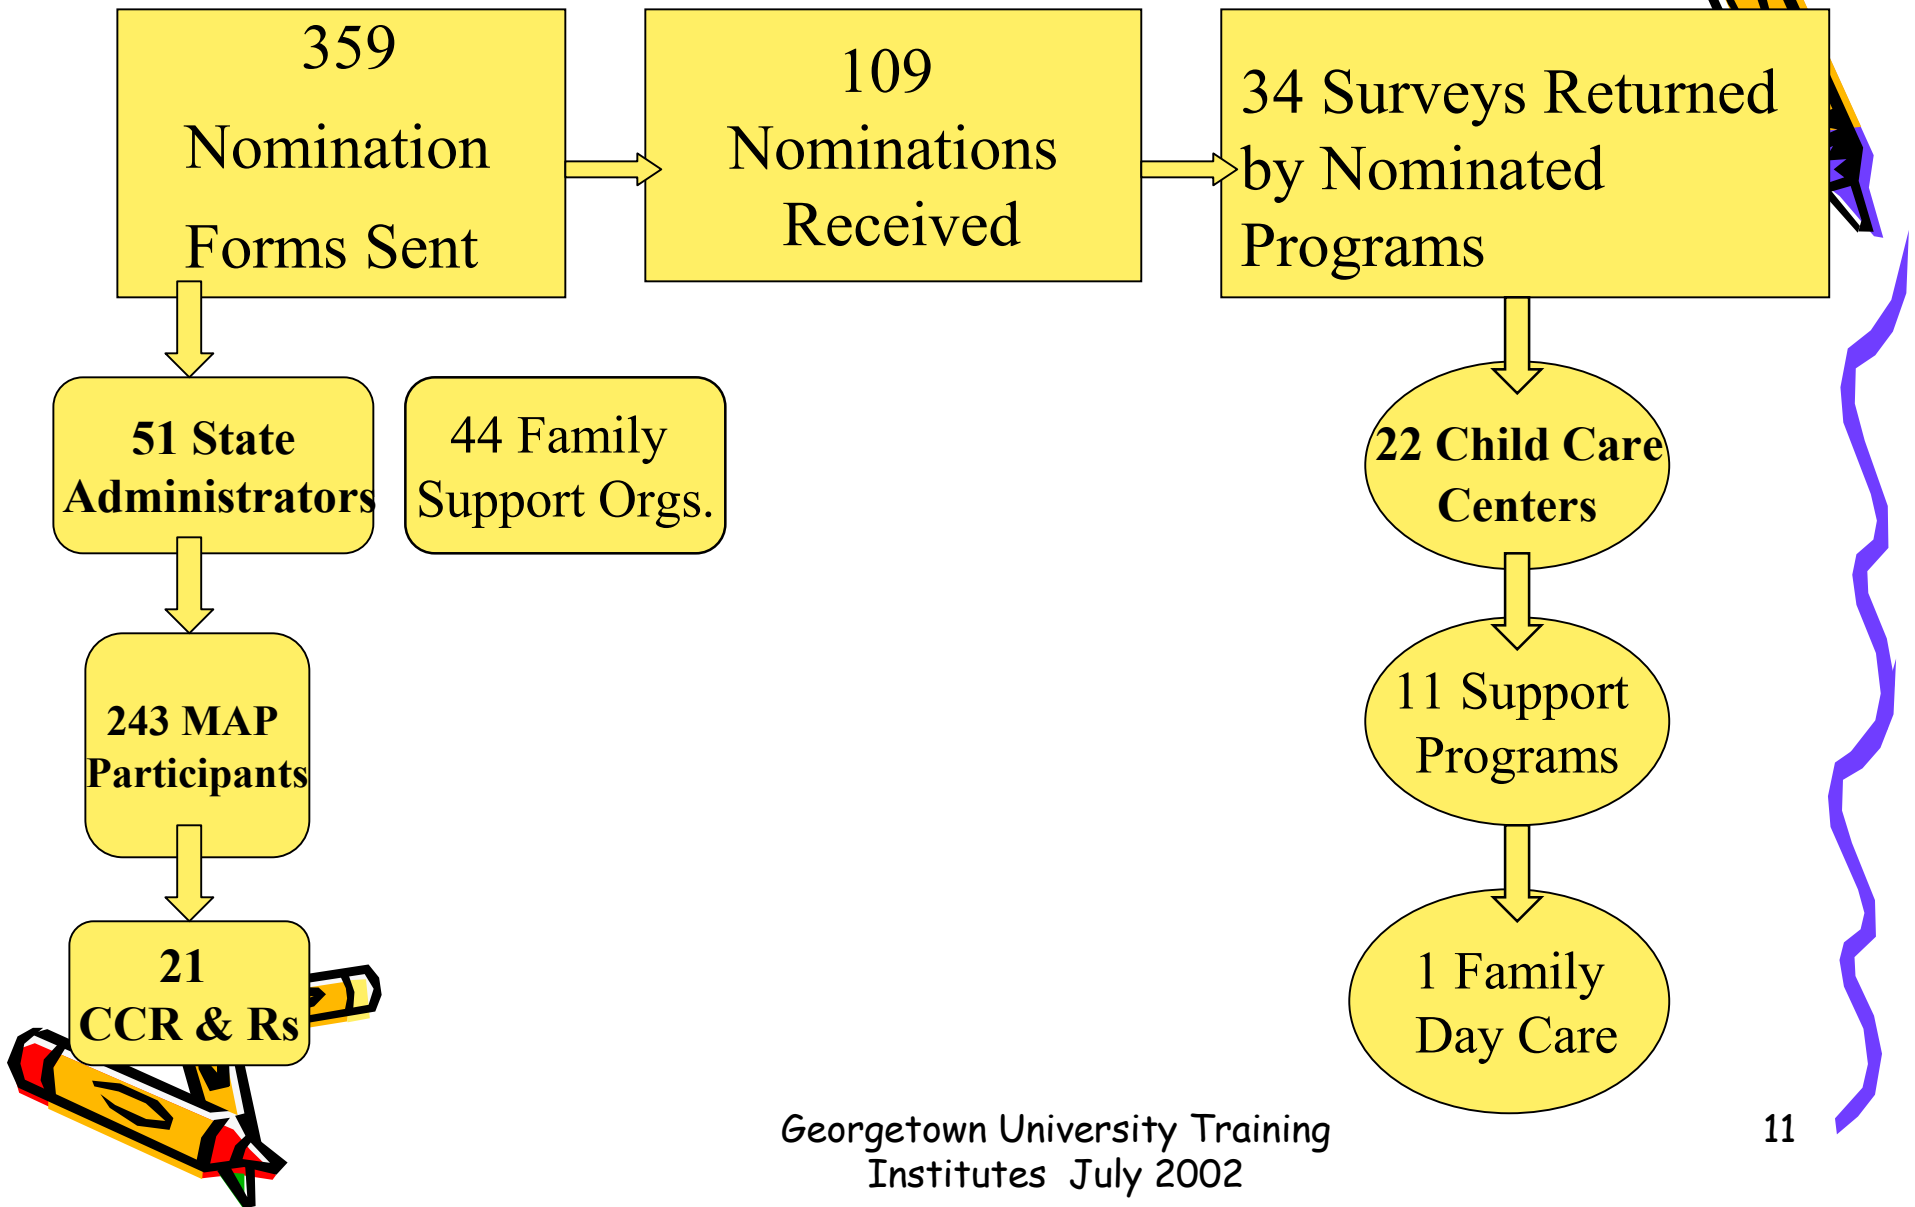 359
Nomination
Forms Sent
109
Nominations
Received
34 Surveys Returned
by Nominated
Programs
51 State
Administrators
44 Family
Support Orgs.
22 Child Care
Centers
243 MAP
Participants
11 Support
Programs
21
CCR & Rs
1 Family
Day Care
Georgetown University Training
Institutes July 2002
11